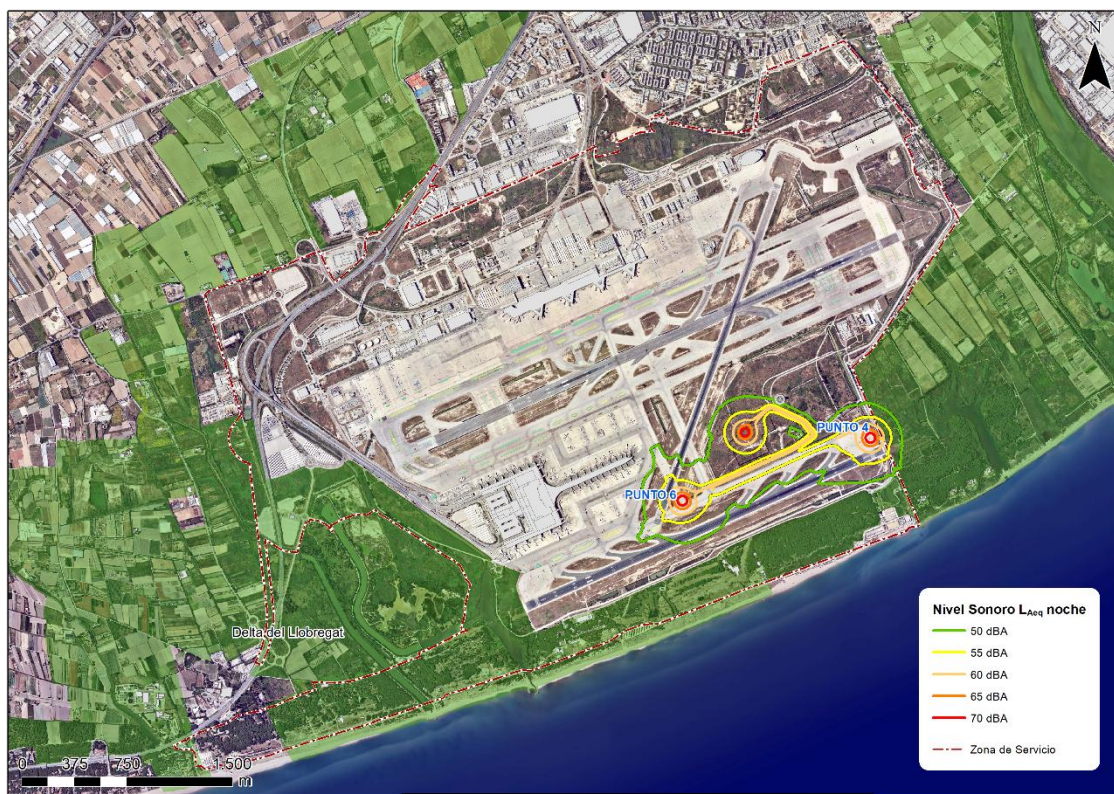 N
PUNTO 4
PUNTO 6
Delta del Llobregat
Nivel Sonoro LAeq noche
50 dBA
55 dBA
60 dBA
65 dBA
70 dBA
Zona de Servicio
0 375 750 1.500
m